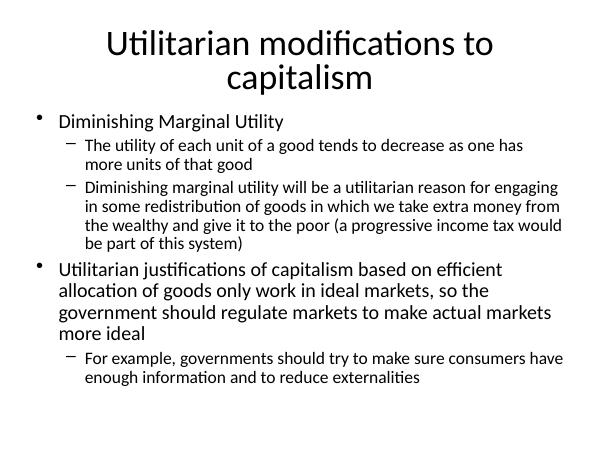 Utilitarian modifications to
capitalism
• Diminishing Marginal Utility
– The utility of each unit of a good tends to decrease as one has
more units of that good
– Diminishing marginal utility will be a utilitarian reason for engaging
in some redistribution of goods in which we take extra money from
the wealthy and give it to the poor (a progressive income tax would
be part of this system)
• Utilitarian justifications of capitalism based on efficient
allocation of goods only work in ideal markets, so the
government should regulate markets to make actual markets
more ideal
– For example, governments should try to make sure consumers have
enough information and to reduce externalities